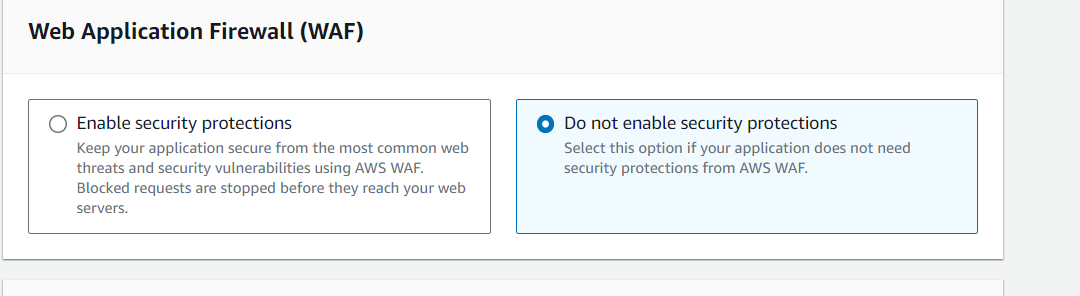 Web Application Firewall (WAF)
Enable security protections
Keep your application secure from the most common web
threats and security vulnerabilities using AWS WAF.
Blocked requests are stopped before they reach your web
servers.
Do not enable security protections
Select this option if your application does not need
security protections from AWS WAF.